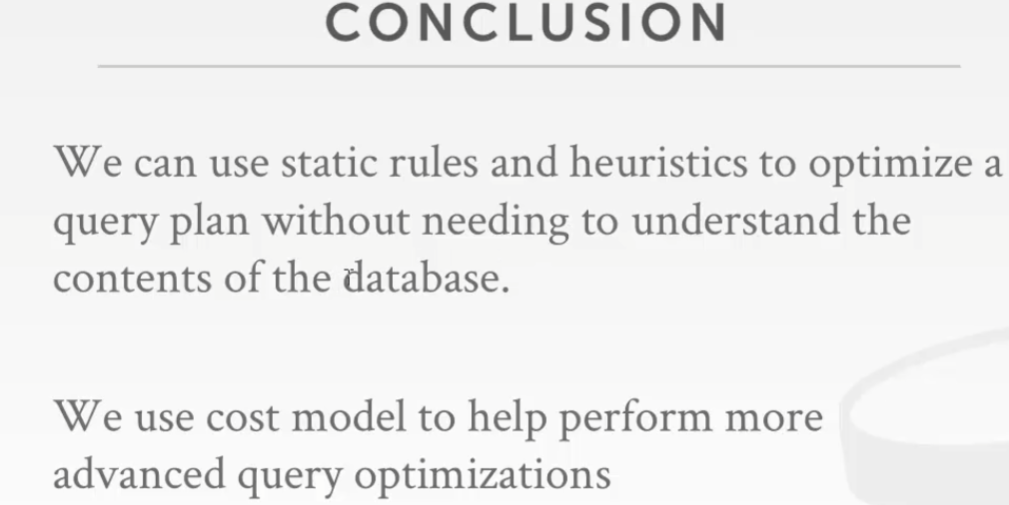 CONCLUSION
We can use static rules and heuristics to optimize a
query plan without needing to understand the
contents of the database.
We use cost model to help perform more
advanced query optimizations